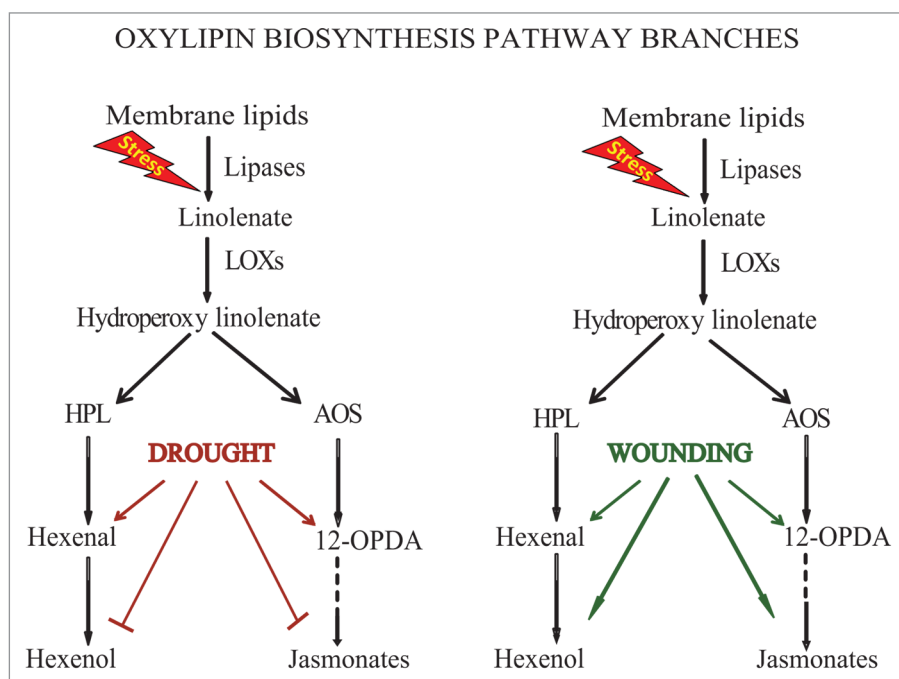 OXYLIPIN BIOSYNTHESIS PATHWAY BRANCHES
Membrane lipids
Stress
Lipases
Linolenate
LOXs
Hydroperoxy linolenate
HPL
AOS
DROUGHT
Hexenal
12-OPDA
Hexenol
Jasmonates
Membrane lipids
Stress
Lipases
Linolenate
LOXs
Hydroperoxy linolenate
HPL
AOS
WOUNDING
Hexenal
12-OPDA
Hexenol
Jasmonates